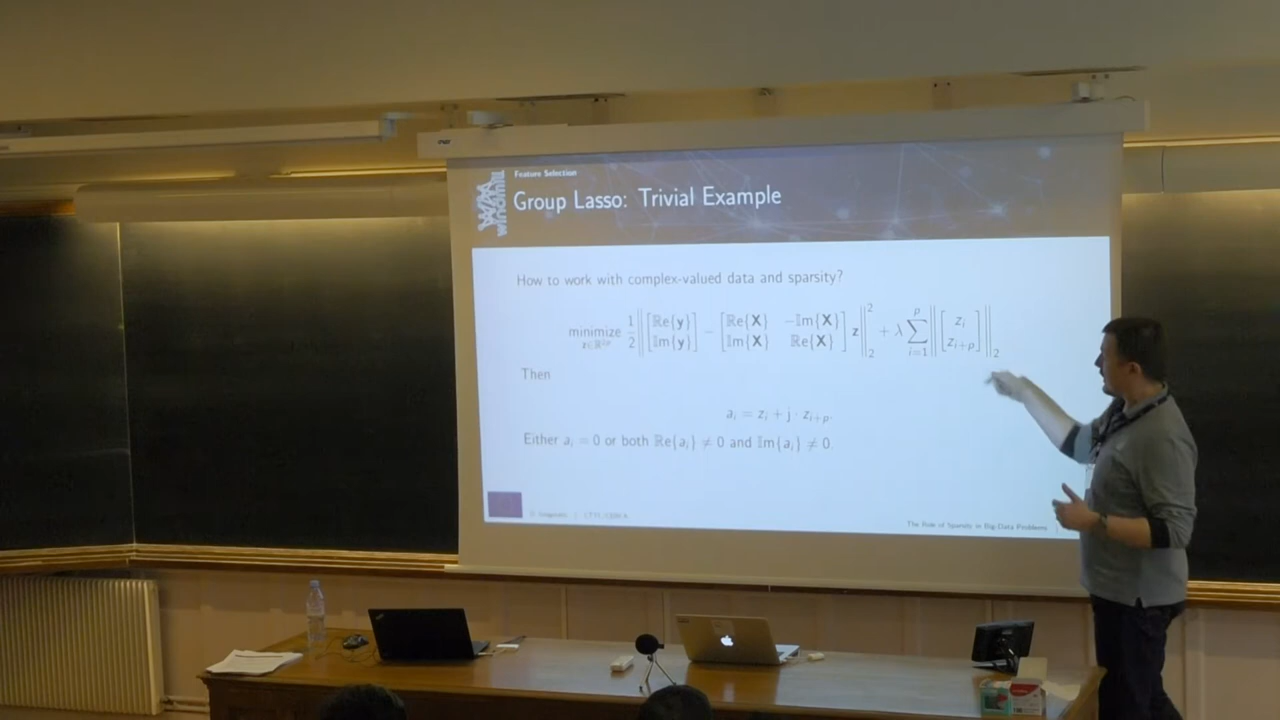 windmill
Feature Selection
Group Lasso: Trivial Example
How to work with complex-valued data and sparsity?
minimize z∈ℝ²ᵖ 1/2 ‖ [ℝe{y} 𝕀m{y}] − [ℝe{X} −𝕀m{X} 𝕀m{X} ℝe{X}] z ‖₂² + λ ∑ᵢ₌₁ᵖ ‖ [zᵢ zᵢ₊ₚ] ‖₂
Then
aᵢ = zᵢ + j · zᵢ₊ₚ.
Either aᵢ = 0 or both ℝe{aᵢ} ≠ 0 and 𝕀m{aᵢ} ≠ 0.
The Role of Sparsity in Big-Data Problems